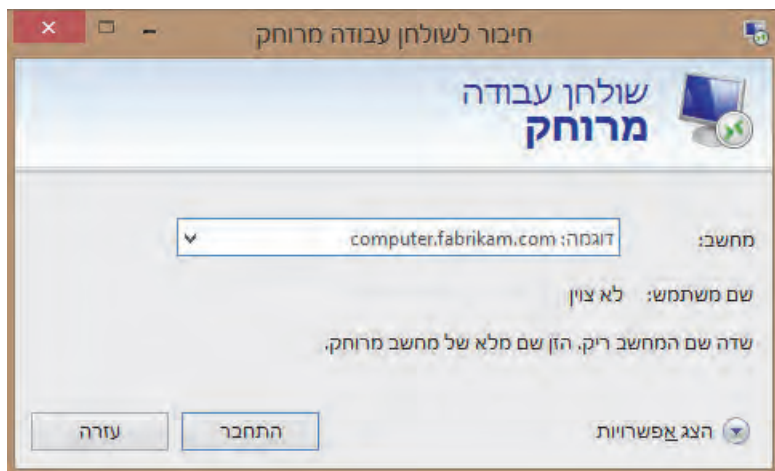 חיבור לשולחן עבודה מרוחק
שולחן עבודה
מרוחק
מחשב: דוגמה: computer.fabrikam.com
שם משתמש: לא צוין
שדה שם המחשב ריק. הזן שם מלא של מחשב מרוחק.
הצג אפשרויות התחבר עזרה